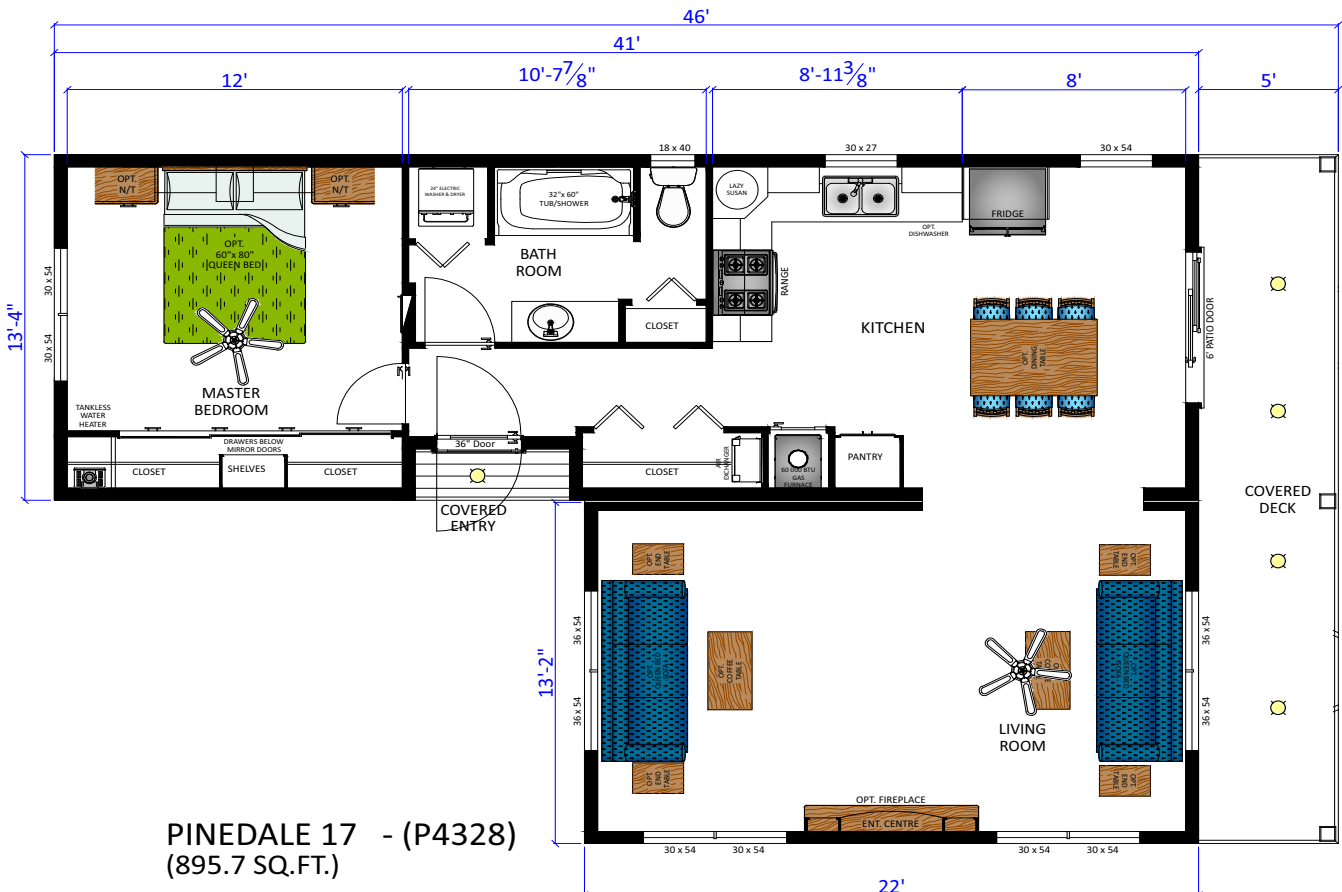 46'
41'
12'
10'-7 7/8"
8'-11 3/8"
8'
5'
18 x 40
30 x 27
30 x 54
OPT.
N/T
OPT.
N/T
24" ELECTRIC
WASHER & DRYER
32"x 60"
TUB/SHOWER
LAZY
SUSAN
FRIDGE
OPT.
DISHWASHER
OPT.
60"x 80"
QUEEN BED
BATH
ROOM
RANGE
30 x 54
30 x 54
13'-4"
CLOSET
KITCHEN
OPT.
DINING
TABLE
6' PATIO DOOR
MASTER
BEDROOM
TANKLESS
WATER
HEATER
DRAWERS BELOW
MIRROR DOORS
36" Door
CLOSET
SHELVES
CLOSET
CLOSET
AIR
EXCHANGER
60 000 BTU
GAS
FURNACE
PANTRY
COVERED
ENTRY
COVERED
DECK
OPT.
END
TABLE
OPT.
END
TABLE
36 x 54
36 x 54
13'-2"
OPT.
COFFEE
TABLE
36 x 54
36 x 54
LIVING
ROOM
OPT.
END
TABLE
OPT.
END
TABLE
OPT. FIREPLACE
ENT. CENTRE
30 x 54
30 x 54
30 x 54
30 x 54
PINEDALE 17 - (P4328)
(895.7 SQ.FT.)
22'